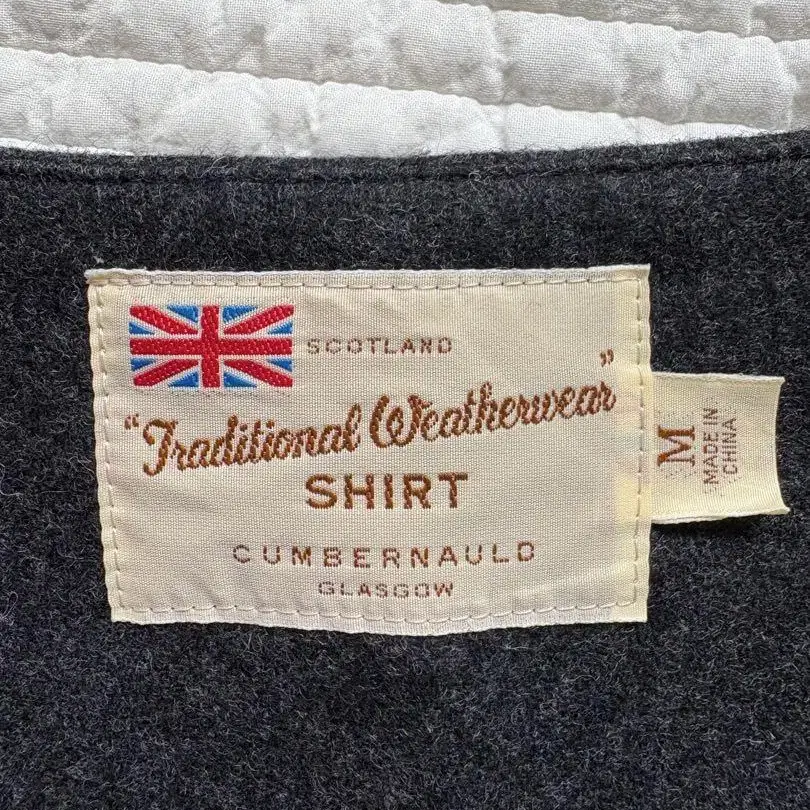 SCOTLAND
“Traditional Weatherwear”
SHIRT
CUMBERNAULD
GLASGOW
M
MADE IN
CHINA